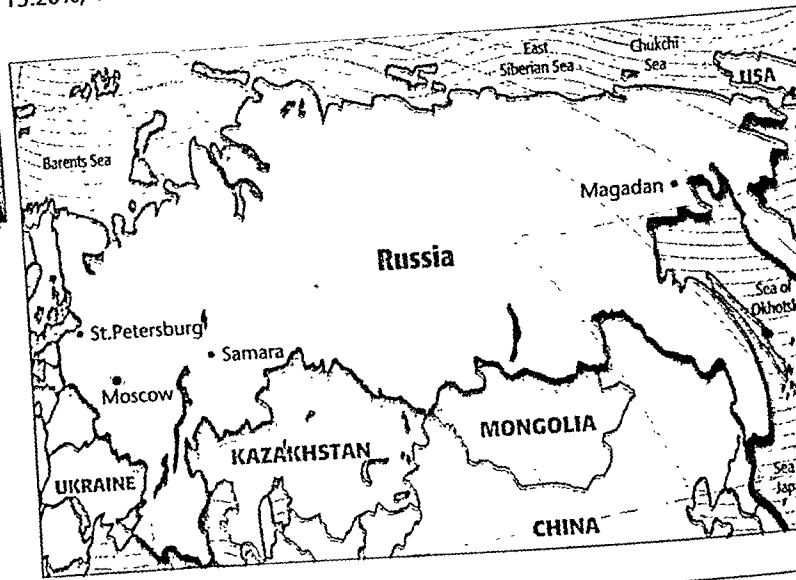 East
Siberian Sea
Chukchi
Sea
USA
Barents Sea
Magadan
Russia
Sea of
Okhotsk
St.Petersburg
Samara
Moscow
MONGOLIA
KAZAKHSTAN
UKRAINE
Sea
CHINA